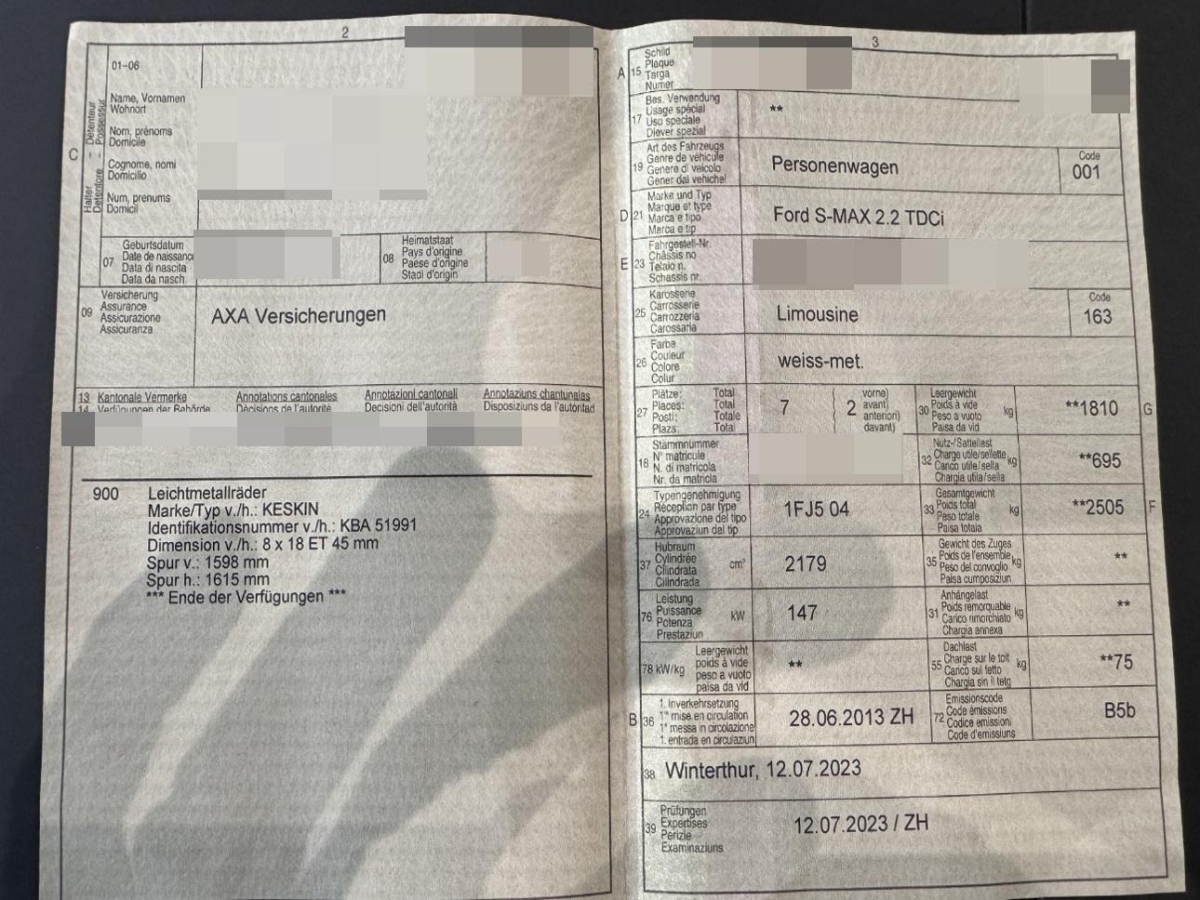 2
01-06
Name, Vornamen
Wohnort
Nom, prénoms
Domicile
Cognome, nomi
Domicilio
Num, prenums
Domicil
C
Halter - Détenteur
Detentore - Possessur
07
Geburtsdatum
Date de naissance
Data di nascita
Data da nasch
08
Heimatstaat
Pays d'origine
Paese d'origine
Stadi d'origin
09
Versicherung
Assurance
Assicurazione
Assicuranza
AXA Versicherungen
13 Kantonale Vermerke Annotations cantonales Annotazioni cantonali Annotaziuns chantunalas
14 Verfügungen der Behörde Décisions de l'autorité Decisioni dell'autorità Disposiziuns da l'autoritad
900 Leichtmetallräder
Marke/Typ v./h.: KESKIN
Identifikationsnummer v./h.: KBA 51991
Dimension v./h.: 8 x 18 ET 45 mm
Spur v.: 1598 mm
Spur h.: 1615 mm
*** Ende der Verfügungen ***
3
A 15
Schild
Plaque
Targa
Numer
17
Bes. Verwendung
Usage spécial
Uso speciale
Diever spezial
**
19
Art des Fahrzeugs
Genre de véhicule
Genere di veicolo
Gener dal vehichel
Personenwagen
Code
001
D 21
Marke und Typ
Marque et type
Marca e tipo
Marca e tip
Ford S-MAX 2.2 TDCi
E 23
Fahrgestell-Nr.
Châssis no
Telaio n.
Schassis nr.
25
Karosserie
Carrosserie
Carrozzeria
Carossaria
Limousine
Code
163
26
Farbe
Couleur
Colore
Colur
weiss-met.
27
Plätze: Total
Places: Total
Posti: Totale
Plazs: Total
7
( 2
vorne)
avant)
anteriori)
davant)
30
Leergewicht
Poids à vide
Peso a vuoto
Paisa da vid
kg
**1810
G
18
Stammnummer
N° matricule
N. di matricola
Nr. da matricla
32
Nutz-/Sattellast
Charge utile/sellette
Carico utile/sella
Chargia utila/sella
kg
**695
24
Typengenehmigung
Réception par type
Approvazione del tipo
Approvaziun del tip
1FJ5 04
33
Gesamtgewicht
Poids total
Peso totale
Paisa totala
kg
**2505
F
37
Hubraum
Cylindrée
Cilindrata
Cilindrada
cm³
2179
35
Gewicht des Zuges
Poids de l'ensemble
Peso del convoglio
Paisa cumposiziun
kg
**
76
Leistung
Puissance
Potenza
Prestaziun
kW
147
31
Anhängelast
Poids remorquable
Carico rimorchiato
Chargia annexa
kg
**
78 kW/kg
Leergewicht
poids à vide
peso a vuoto
paisa da vid
**
55
Dachlast
Charge sur le toit
Carico sul tetto
Chargia sin il tetg
kg
**75
B 36
1. Inverkehrsetzung
1re mise en circulation
1a messa in circolazione
1. entrada en circulaziun
28.06.2013 ZH
72
Emissionscode
Code émissions
Codice emissioni
Code d'emissiuns
B5b
38 Winterthur, 12.07.2023
39
Prüfungen
Expertises
Perizie
Examinaziuns
12.07.2023 / ZH